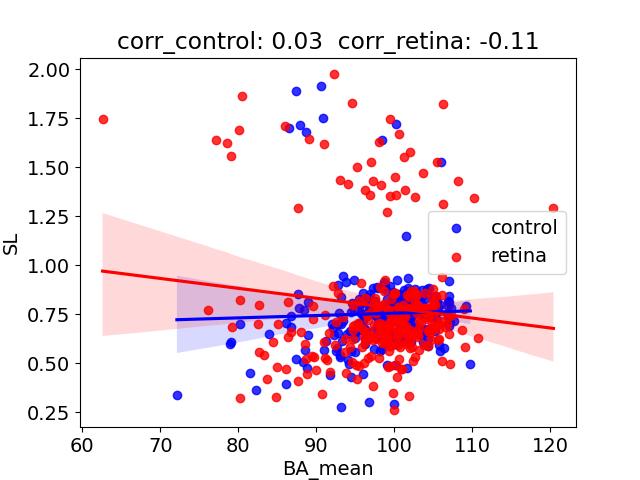 corr_control: 0.03  corr_retina: -0.11
2.00
1.75
1.50
1.25
1.00
0.75
0.50
0.25
SL
control
retina
60 70 80 90 100 110 120
BA_mean